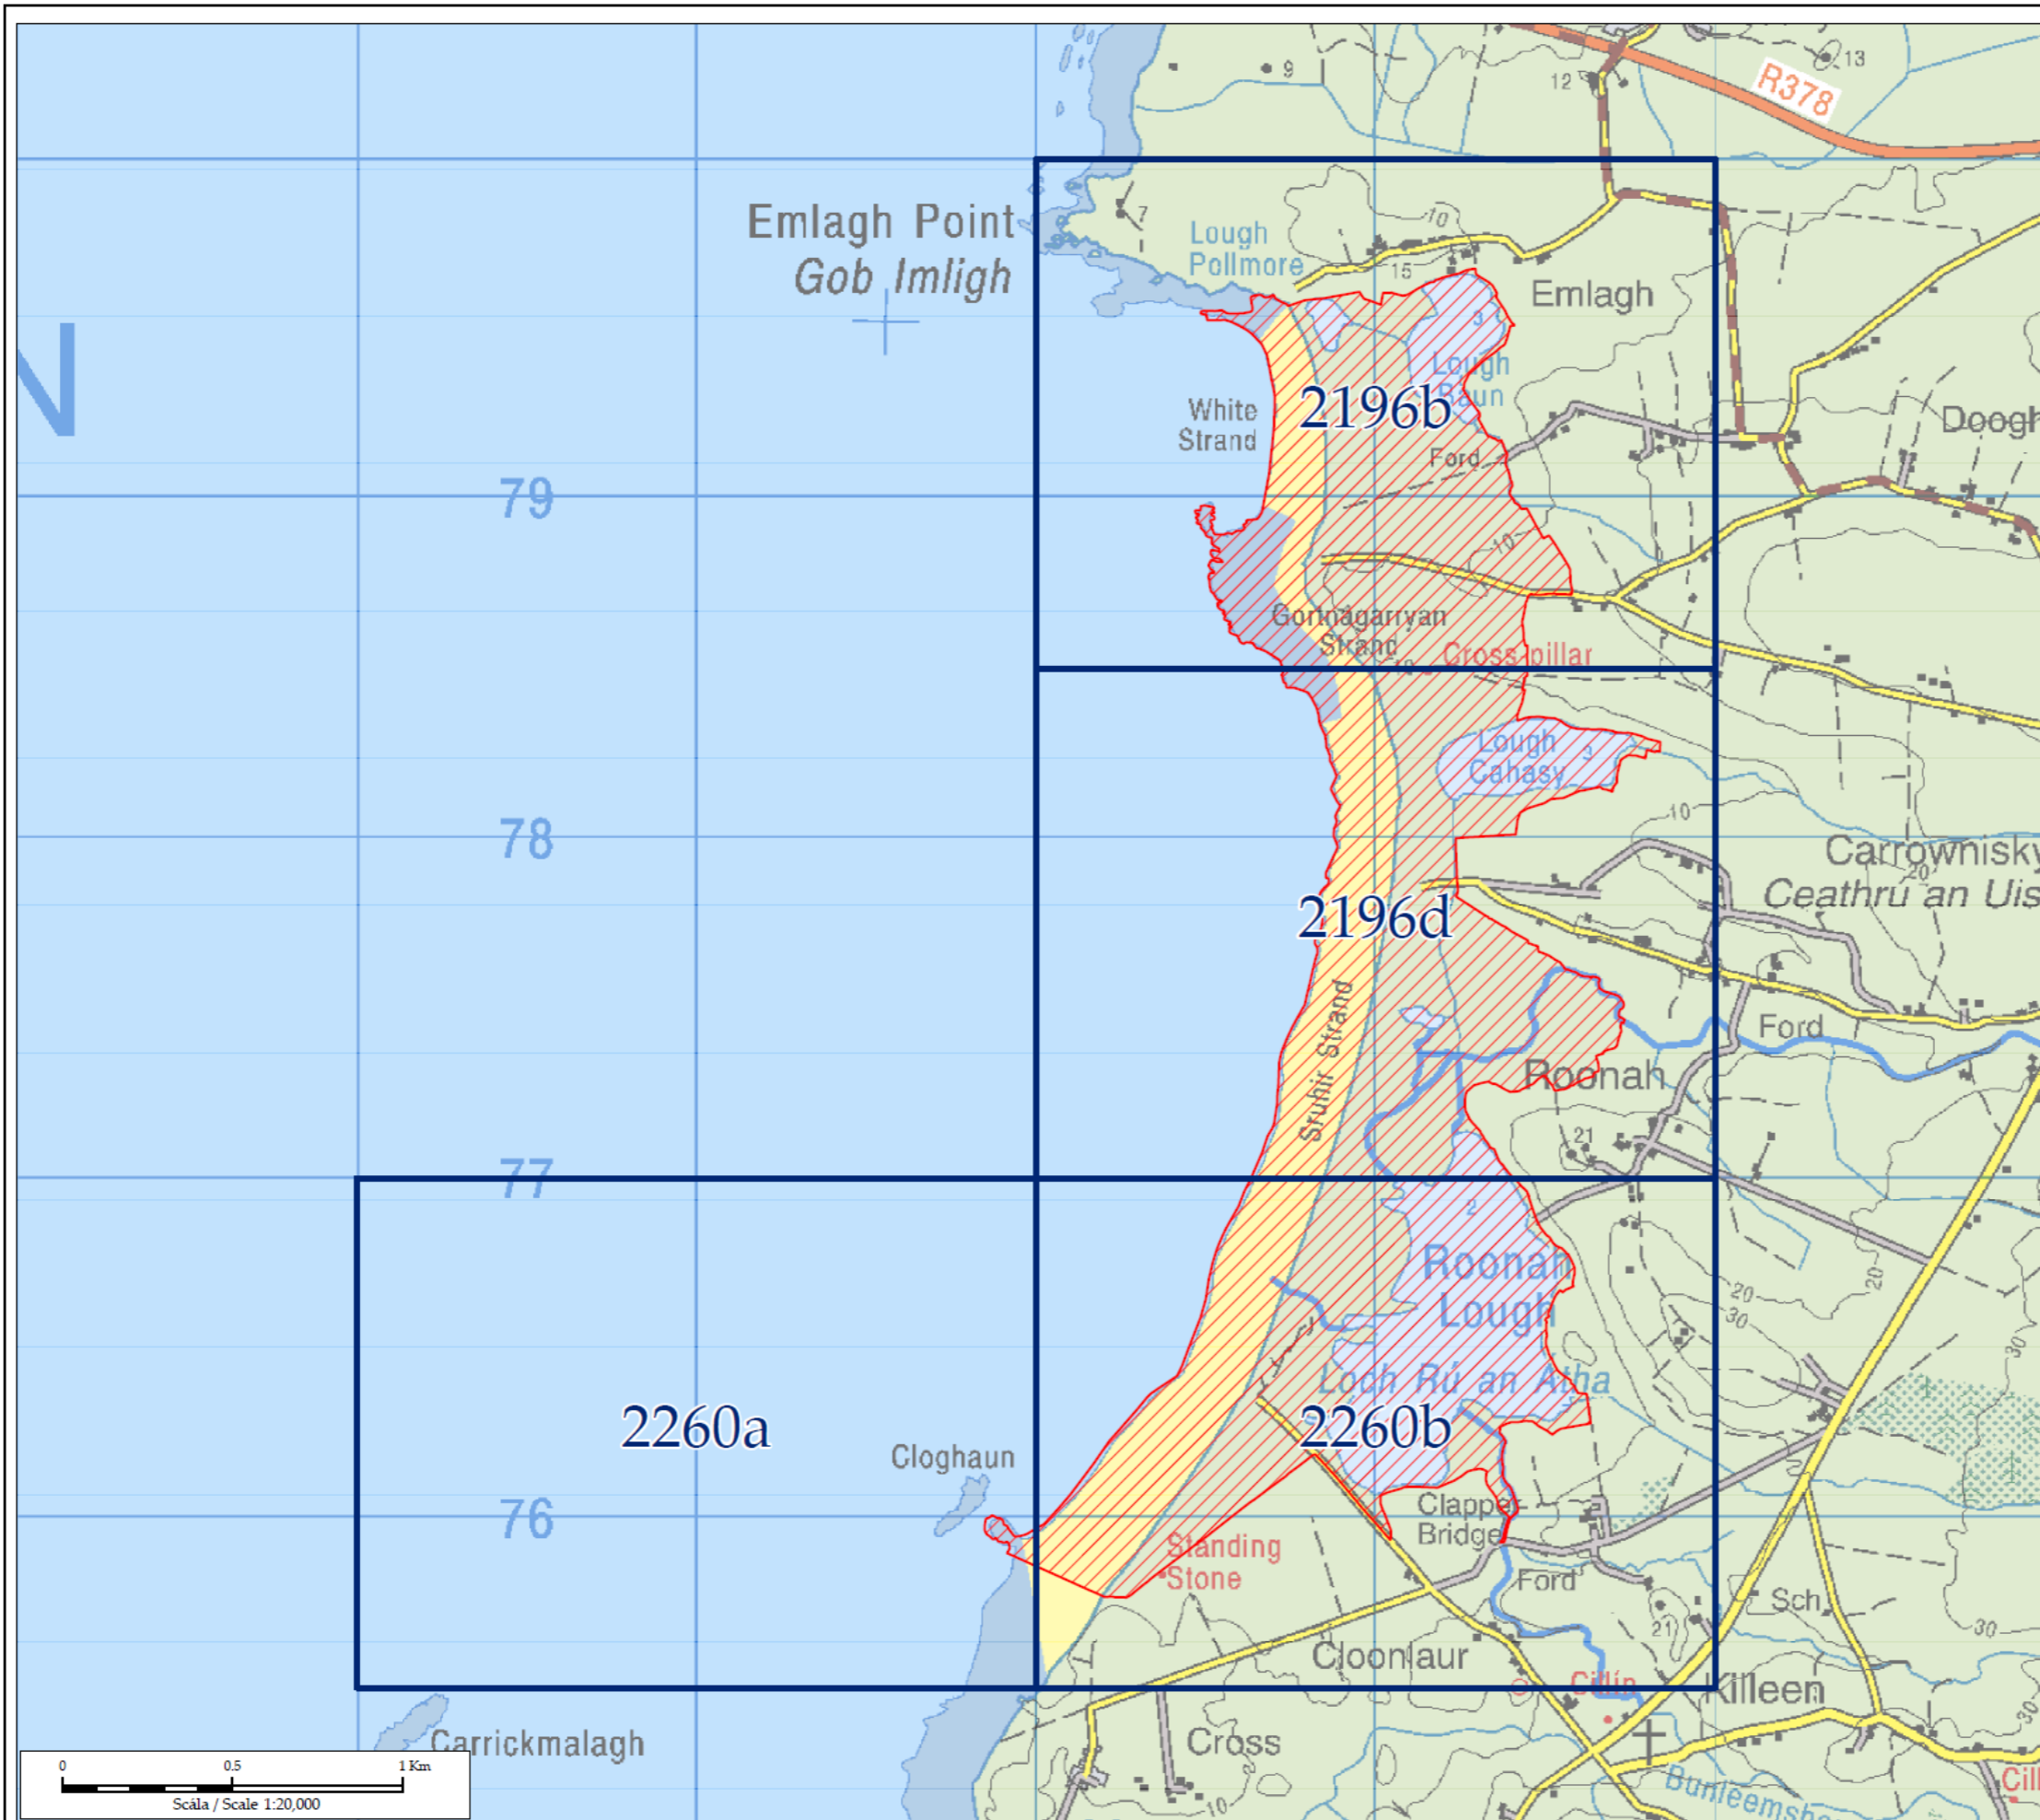 13
R378
12
9
Emlagh Point
Gob Imligh
7
10
Lough
Pollmore
15
Emlagh
3
N
Lough
Baun
2196b
White
Strand
Doogh
Ford
79
10
Gortnagarryan
Strand
10
Cross-pillar
Lough
Cahasy
3
10
78
Carrownisky
20
Ceathrú an Uis
2196d
Sruhir Strand
Ford
Roonah
21
77
2
Roonah
Lough
20
20
30
30
Loch Rú an Átha
2260a
2260b
Cloghaun
Clapper
Bridge
76
Standing
Stone
Ford
Sch
21
30
Cloonlaur
Cillín
Killeen
30
Carrickmalagh
Cross
10
Cill
0 0.5 1 Km
Scála / Scale 1:20,000